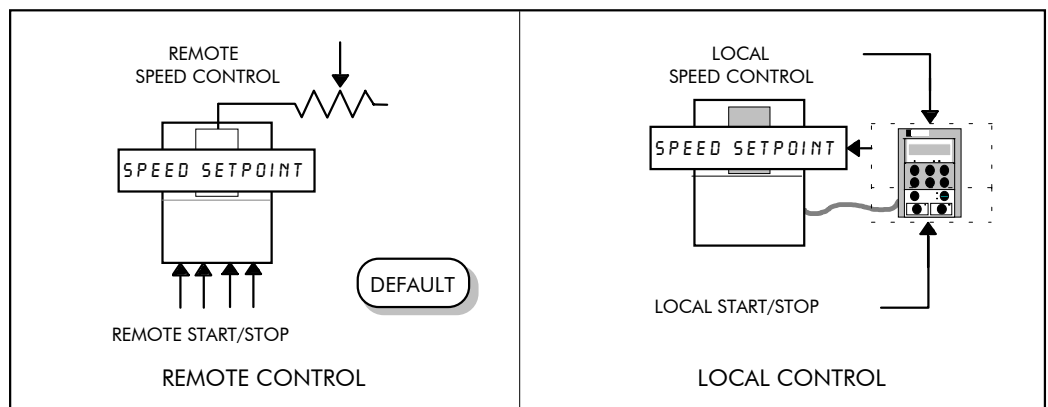 REMOTE
SPEED CONTROL
SPEED SETPOINT
DEFAULT
REMOTE START/STOP
REMOTE CONTROL
LOCAL
SPEED CONTROL
SPEED SETPOINT
LOCAL START/STOP
LOCAL CONTROL